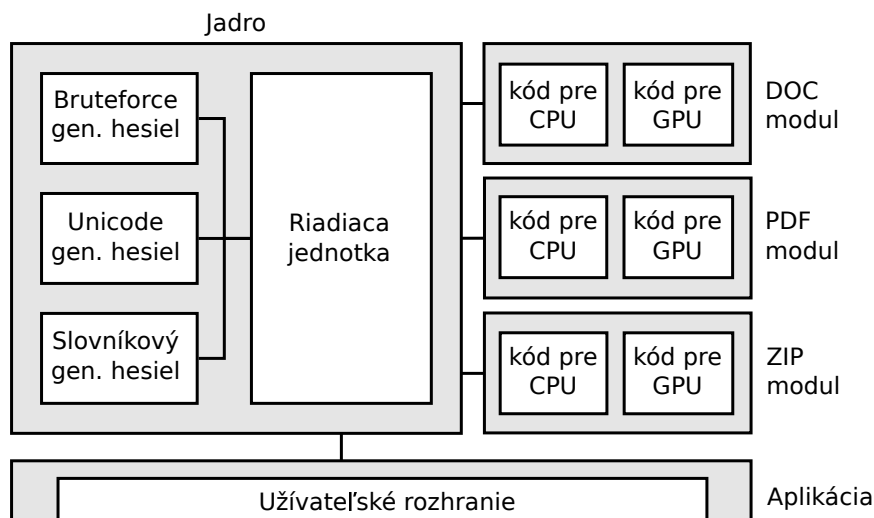 Jadro
Bruteforce
gen. hesiel
Unicode
gen. hesiel
Slovníkový
gen. hesiel
Riadiaca
jednotka
kód pre
CPU
kód pre
GPU
DOC
modul
kód pre
CPU
kód pre
GPU
PDF
modul
kód pre
CPU
kód pre
GPU
ZIP
modul
Užívateľské rozhranie
Aplikácia